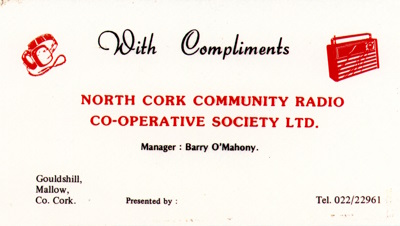 With Compliments
NORTH CORK COMMUNITY RADIO
CO-OPERATIVE SOCIETY LTD.
Manager : Barry O'Mahony.
Gouldshill,
Mallow,
Co. Cork.
Presented by :
Tel. 022/22961